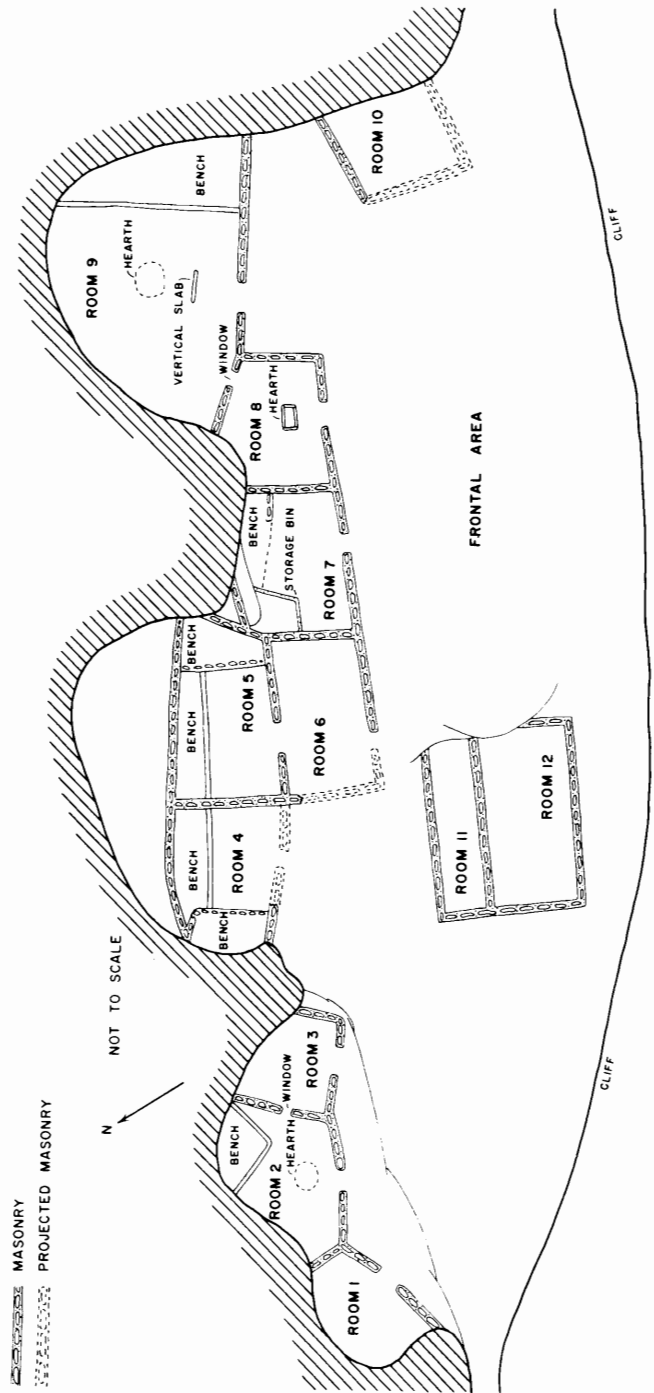 MASONRY
PROJECTED MASONRY
N
NOT TO SCALE
ROOM 1
ROOM 2
HEARTH
BENCH
WINDOW
ROOM 3
BENCH
ROOM 4
BENCH
BENCH
ROOM 5
BENCH
ROOM 6
ROOM 7
STORAGE BIN
BENCH
ROOM 8
HEARTH
WINDOW
ROOM 9
VERTICAL SLAB
HEARTH
BENCH
ROOM 10
ROOM 11
ROOM 12
FRONTAL AREA
CLIFF
CLIFF